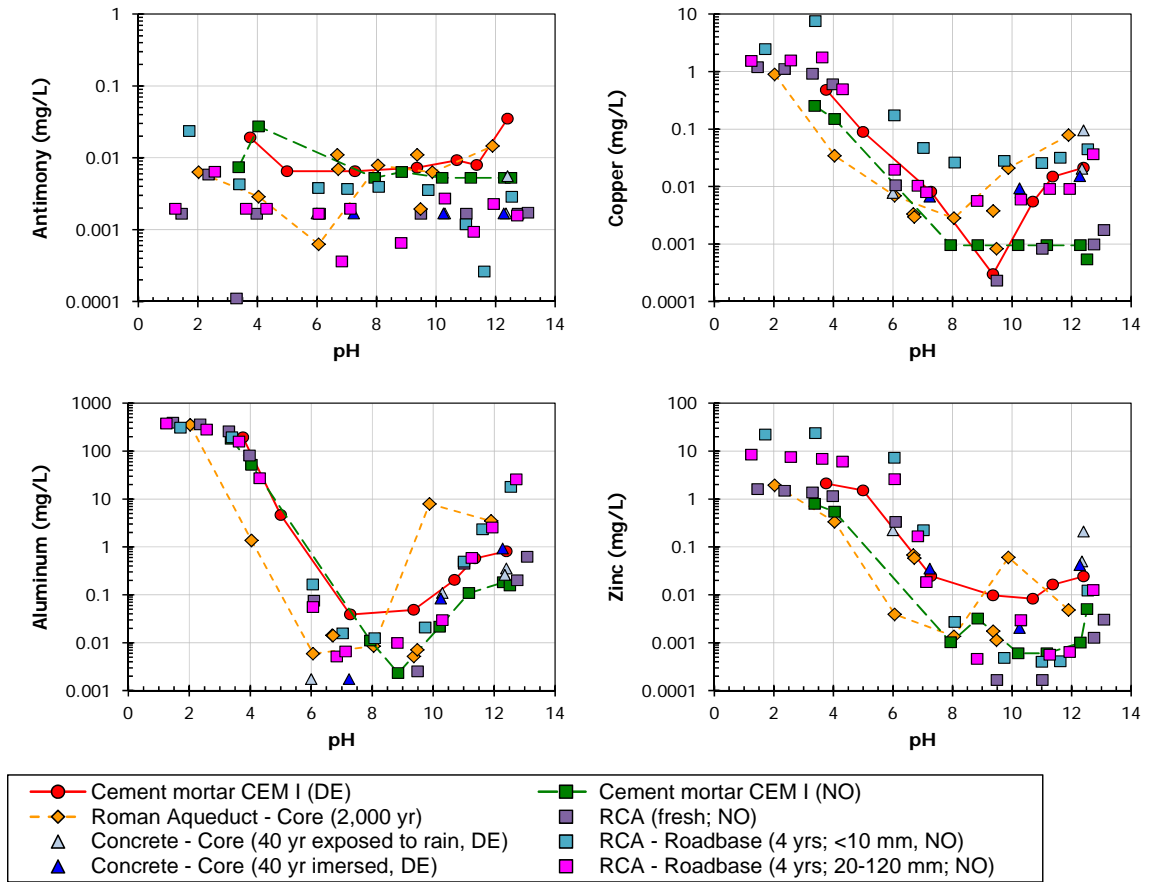 1
0.1
0.01
0.001
0.0001
Antimony (mg/L)
0 2 4 6 8 10 12 14
pH
10
1
0.1
0.01
0.001
0.0001
Copper (mg/L)
0 2 4 6 8 10 12 14
pH
1000
100
10
1
0.1
0.01
0.001
Aluminum (mg/L)
0 2 4 6 8 10 12 14
pH
100
10
1
0.1
0.01
0.001
0.0001
Zinc (mg/L)
0 2 4 6 8 10 12 14
pH
Cement mortar CEM I (DE)
Roman Aqueduct - Core (2,000 yr)
Concrete - Core (40 yr exposed to rain, DE)
Concrete - Core (40 yr imersed, DE)
Cement mortar CEM I (NO)
RCA (fresh; NO)
RCA - Roadbase (4 yrs; <10 mm, NO)
RCA - Roadbase (4 yrs; 20-120 mm; NO)